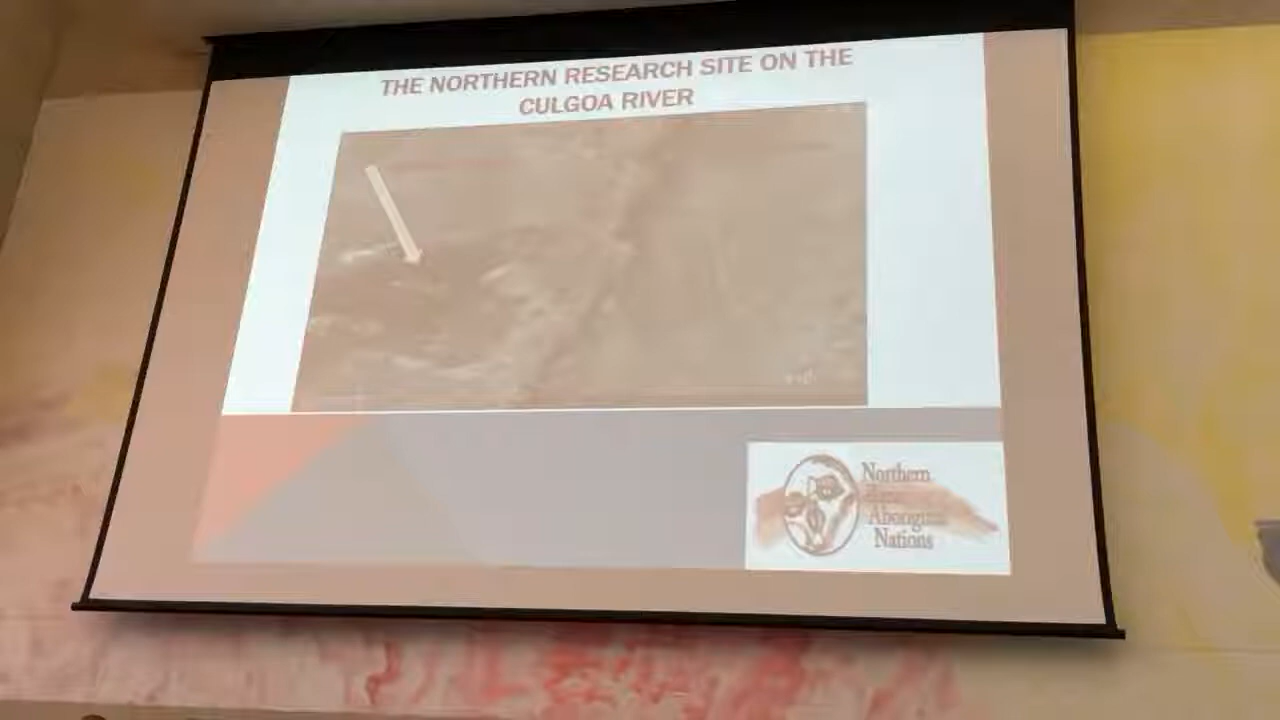 THE NORTHERN RESEARCH SITE ON THE
CULGOA RIVER
Northern
Aboriginal
Nations